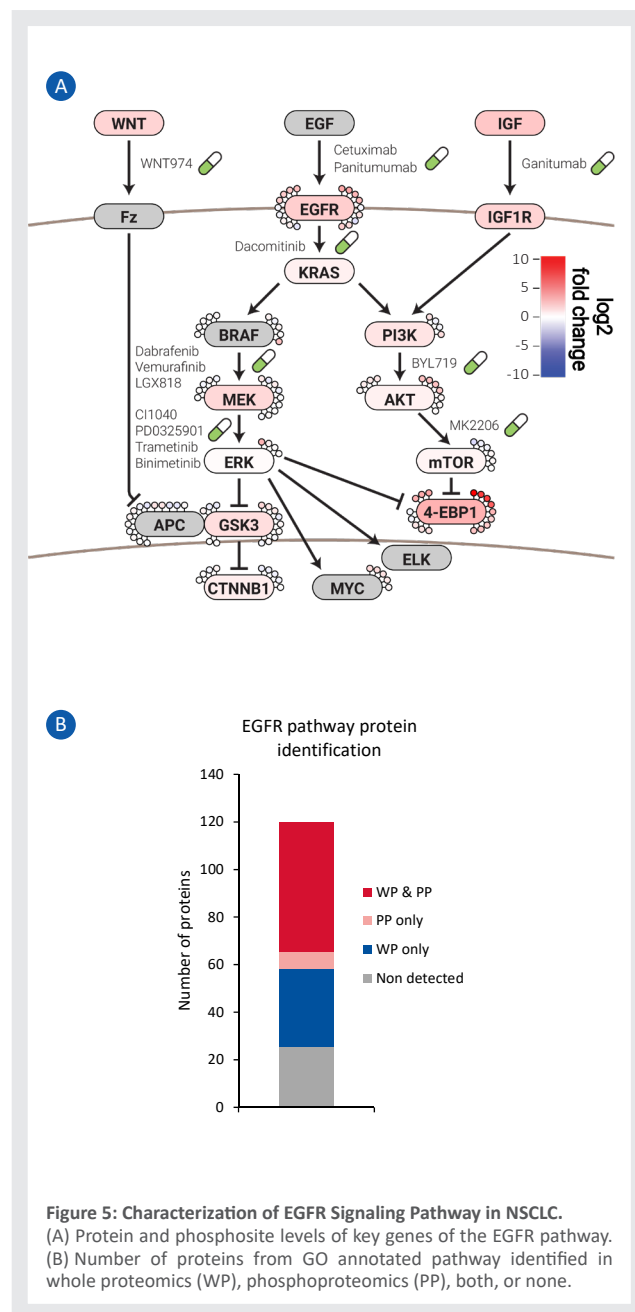 A
WNT
EGF
IGF
WNT974
Cetuximab
Panitumumab
Ganitumab
Fz
EGFR
IGF1R
Dacomitinib
KRAS
10
5
0
-5
-10
log2
fold change
BRAF
PI3K
Dabrafenib
Vemurafinib
LGX818
BYL719
MEK
AKT
CI1040
PD0325901
Trametinib
Binimetinib
MK2206
ERK
mTOR
APC
GSK3
4-EBP1
ELK
CTNNB1
MYC
B
EGFR pathway protein
identification
140
120
100
80
60
40
20
0
Number of proteins
WP & PP
PP only
WP only
Non detected
Figure 5: Characterization of EGFR Signaling Pathway in NSCLC.
(A) Protein and phosphosite levels of key genes of the EGFR pathway.
(B) Number of proteins from GO annotated pathway identified in
whole proteomics (WP), phosphoproteomics (PP), both, or none.